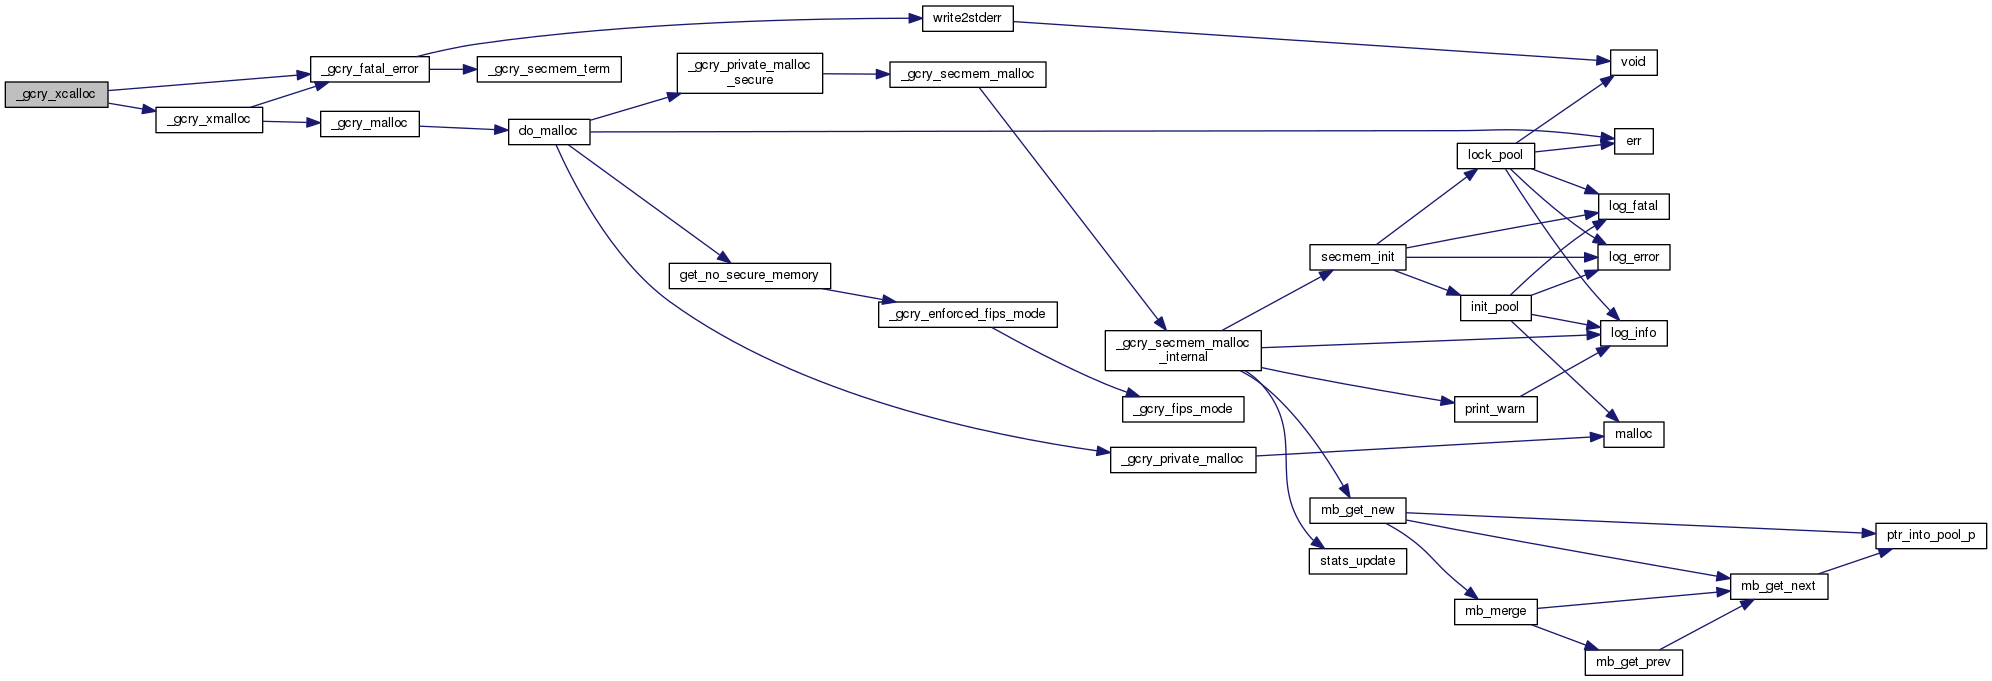 _gcry_xcalloc
_gcry_fatal_error
_gcry_xmalloc
_gcry_secmem_term
_gcry_malloc
write2stderr
do_malloc
_gcry_private_malloc
_secure
_gcry_secmem_malloc
get_no_secure_memory
_gcry_enforced_fips_mode
_gcry_fips_mode
_gcry_private_malloc
_gcry_secmem_malloc
_internal
secmem_init
lock_pool
init_pool
print_warn
void
err
log_fatal
log_error
log_info
malloc
mb_get_new
stats_update
mb_merge
mb_get_prev
mb_get_next
ptr_into_pool_p